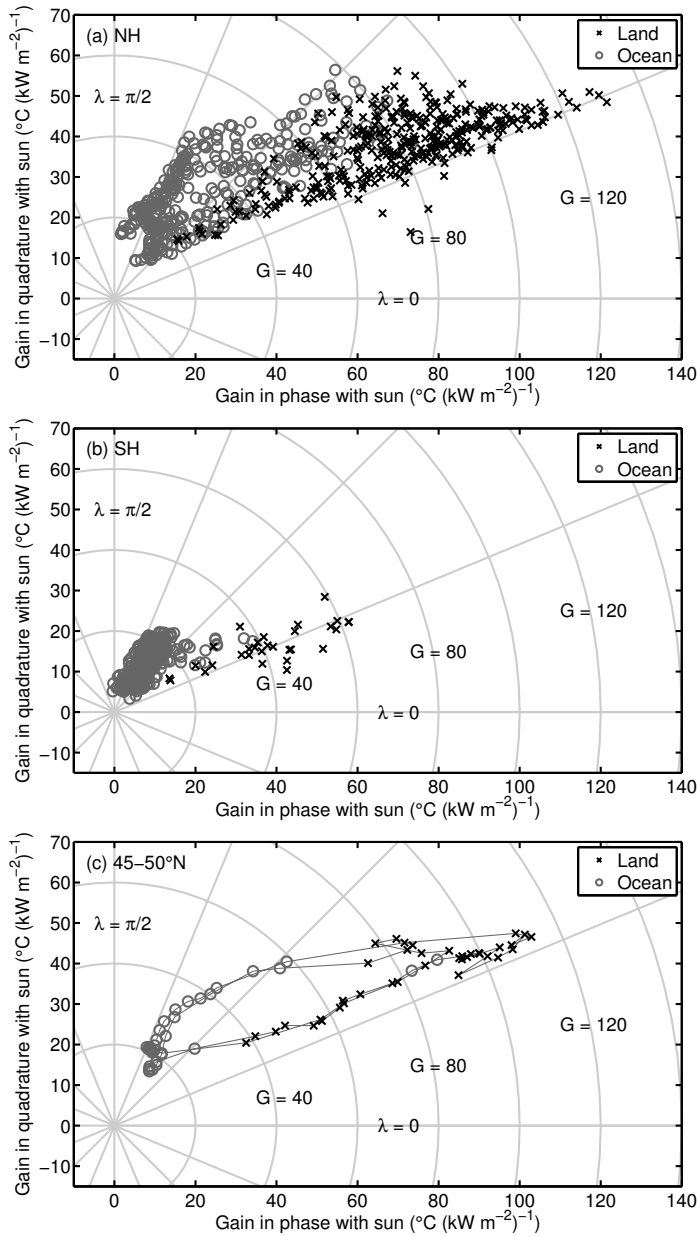 (a) NH
× Land
○ Ocean
λ = π/2
G = 120
G = 80
G = 40
λ = 0
70
60
50
40
30
20
10
0
−10
0 20 40 60 80 100 120 140
Gain in quadrature with sun (°C (kW m⁻²)⁻¹)
Gain in phase with sun (°C (kW m⁻²)⁻¹)
(b) SH
× Land
○ Ocean
λ = π/2
G = 120
G = 80
G = 40
λ = 0
70
60
50
40
30
20
10
0
−10
0 20 40 60 80 100 120 140
Gain in quadrature with sun (°C (kW m⁻²)⁻¹)
Gain in phase with sun (°C (kW m⁻²)⁻¹)
(c) 45−50°N
× Land
○ Ocean
λ = π/2
G = 120
G = 80
G = 40
λ = 0
70
60
50
40
30
20
10
0
−10
0 20 40 60 80 100 120 140
Gain in quadrature with sun (°C (kW m⁻²)⁻¹)
Gain in phase with sun (°C (kW m⁻²)⁻¹)